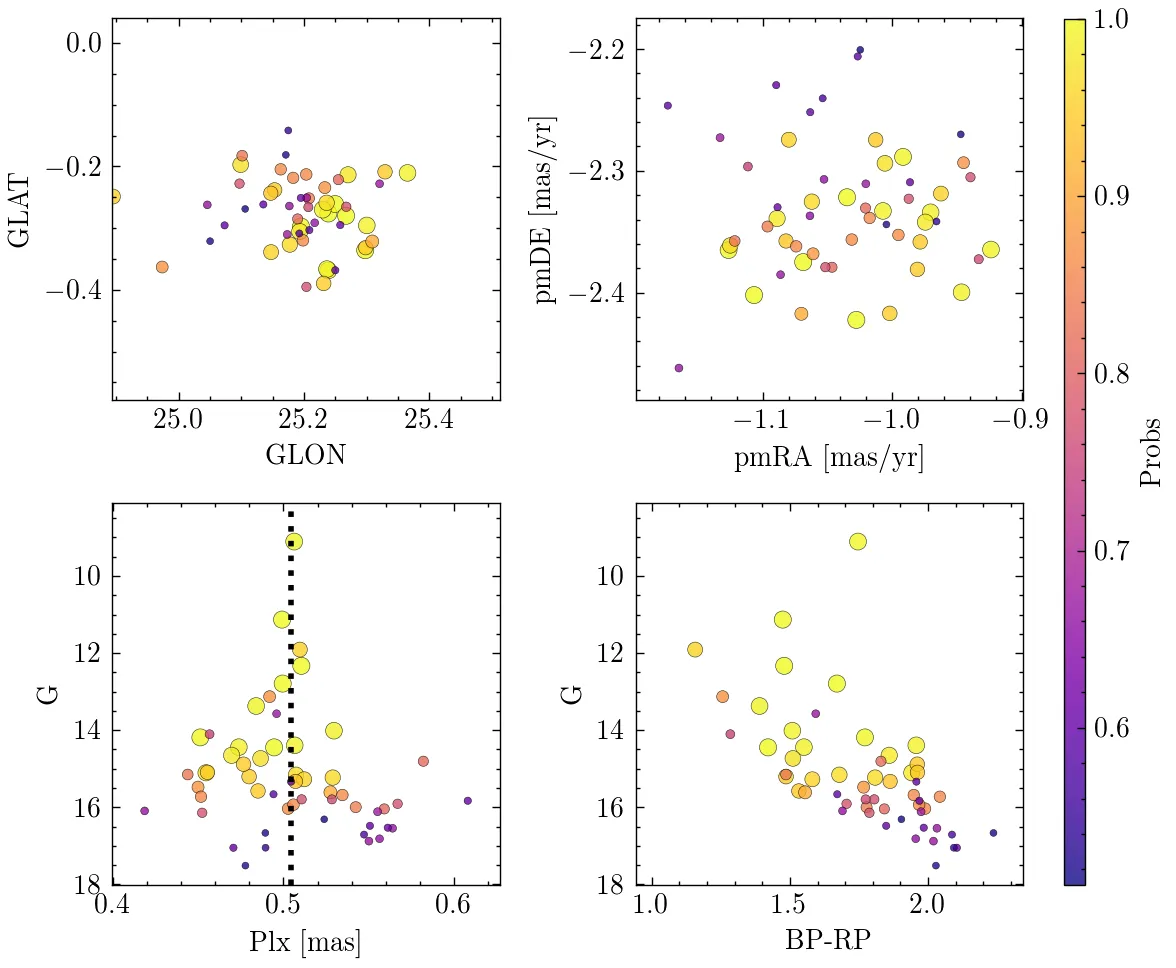 0.0
−0.2
−0.4
GLAT
25.0 25.2 25.4
GLON
−2.2
−2.3
−2.4
pmDE [mas/yr]
−1.1 −1.0 −0.9
pmRA [mas/yr]
1.0
0.9
0.8
0.7
0.6
Probs
10
12
14
16
18
G
0.4 0.5 0.6
Plx [mas]
10
12
14
16
18
G
1.0 1.5 2.0
BP-RP